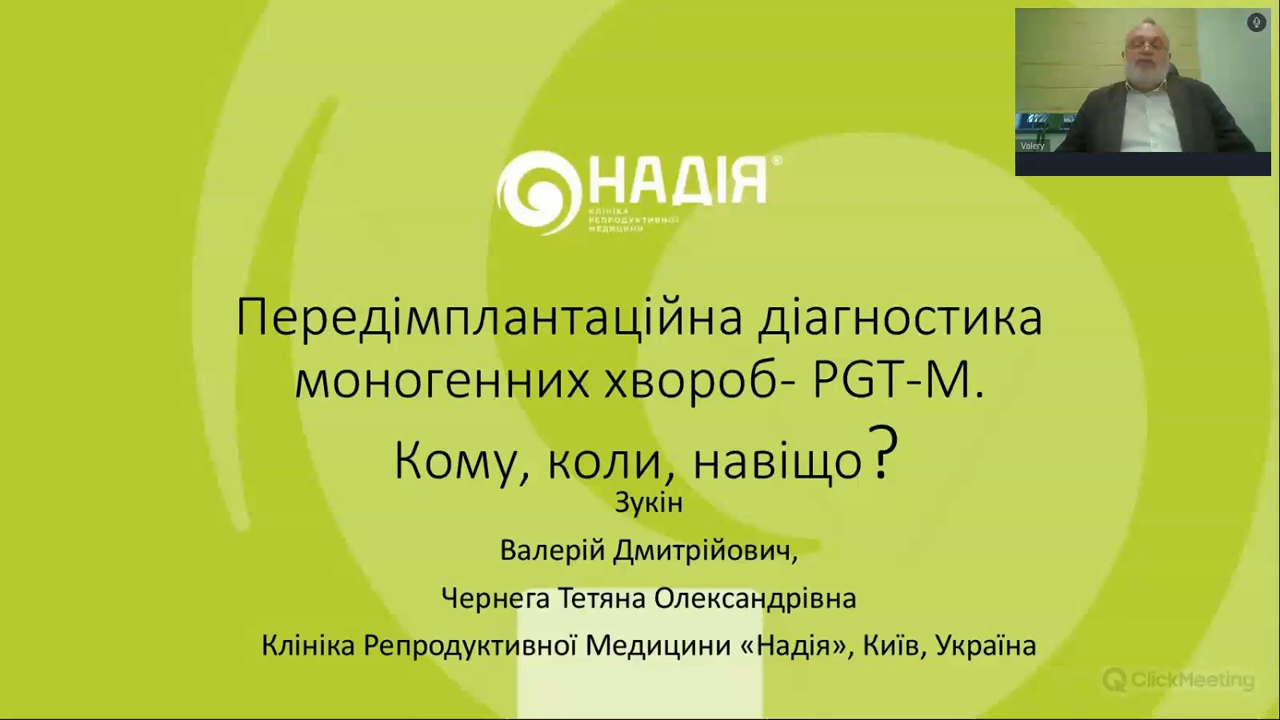 Valery
НАДІЯ®
КЛІНІКА
РЕПРОДУКТИВНОЇ
МЕДИЦИНИ
Передімплантаційна діагностика
моногенних хвороб- PGT-M.
Кому, коли, навіщо?
Зукін
Валерій Дмитрійович,
Чернега Тетяна Олександрівна
Клініка Репродуктивної Медицини «Надія», Київ, Україна
ClickMeeting